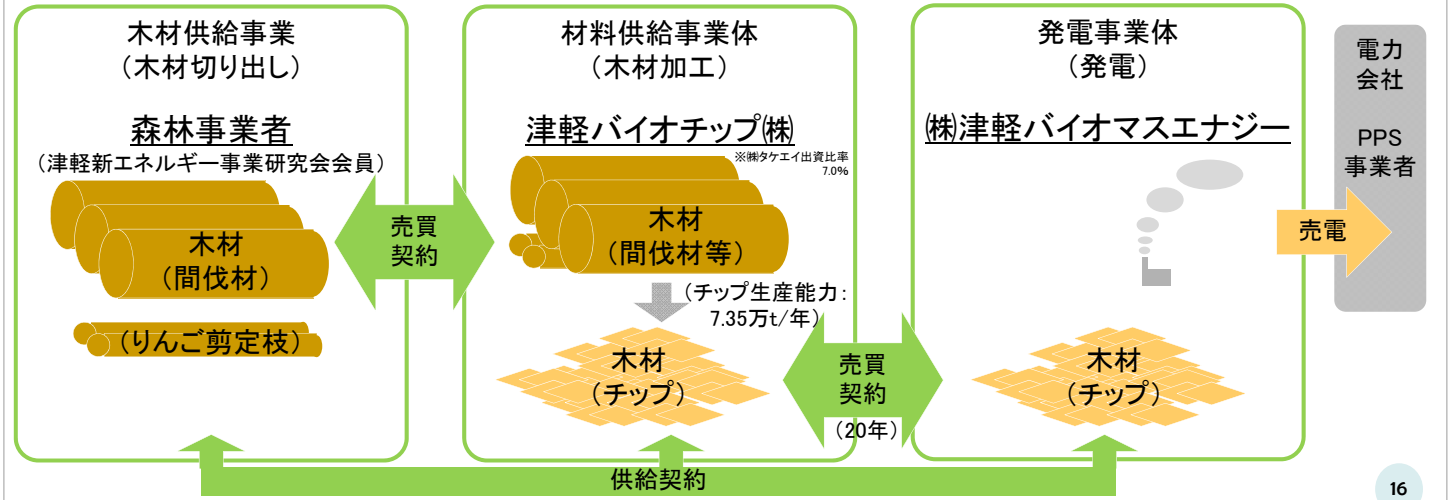 木材供給事業
（木材切り出し）
森林事業者
（津軽新エネルギー事業研究会会員）
木材
（間伐材）
（りんご剪定枝）
売買
契約
材料供給事業体
（木材加工）
津軽バイオチップ㈱
※㈱タケエイ出資比率
7.0%
木材
（間伐材等）
（チップ生産能力：
7.35万t/年）
木材
（チップ）
売買
契約
（20年）
発電事業体
（発電）
㈱津軽バイオマスエナジー
木材
（チップ）
売電
電力
会社
PPS
事業者
供給契約
16